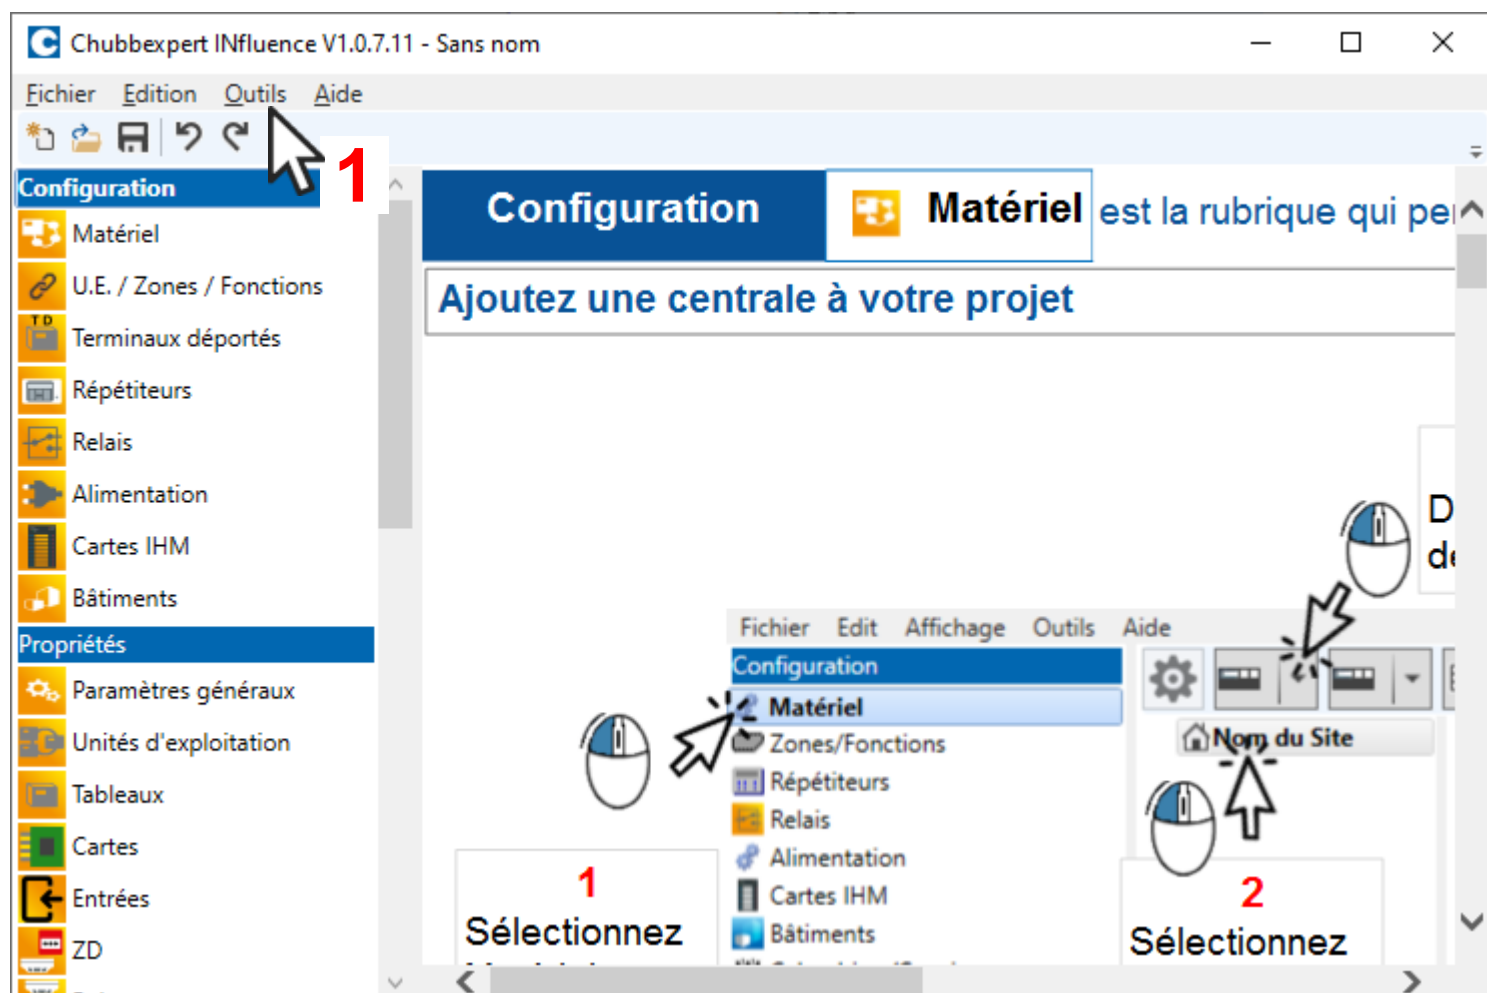 Chubbexpert INfluence V1.0.7.11 - Sans nom
Fichier Edition Outils Aide
1
Configuration
Matériel
U.E. / Zones / Fonctions
TD
Terminaux déportés
Répétiteurs
Relais
Alimentation
Cartes IHM
Bâtiments
Propriétés
Paramètres généraux
Unités d'exploitation
Tableaux
Cartes
Entrées
ZD
Configuration
Matériel est la rubrique qui
Ajoutez une centrale à votre projet
Fichier Edit Affichage Outils Aide
Configuration
Matériel
Zones/Fonctions
Répétiteurs
Relais
Alimentation
Cartes IHM
Bâtiments
Nom du Site
1
Sélectionnez
2
Sélectionnez